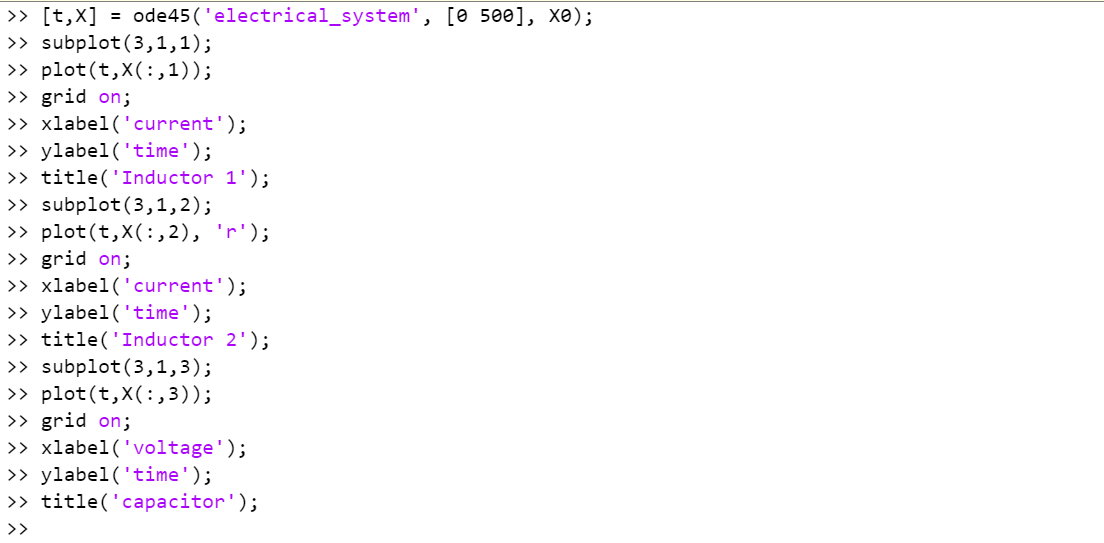 >> [t,X] = ode45('electrical_system', [0 500], X0);
>> subplot(3,1,1);
>> plot(t,X(:,1));
>> grid on;
>> xlabel('current');
>> ylabel('time');
>> title('Inductor 1');
>> subplot(3,1,2);
>> plot(t,X(:,2), 'r');
>> grid on;
>> xlabel('current');
>> ylabel('time');
>> title('Inductor 2');
>> subplot(3,1,3);
>> plot(t,X(:,3));
>> grid on;
>> xlabel('voltage');
>> ylabel('time');
>> title('capacitor');
>>